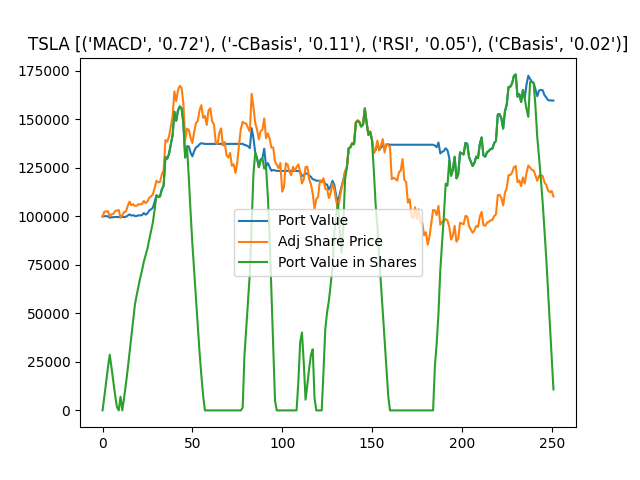 TSLA [('MACD', '0.72'), ('-CBasis', '0.11'), ('RSI', '0.05'), ('CBasis', '0.02')]
175000
150000
125000
100000
75000
50000
25000
0
Port Value
Adj Share Price
Port Value in Shares
0 50 100 150 200 250